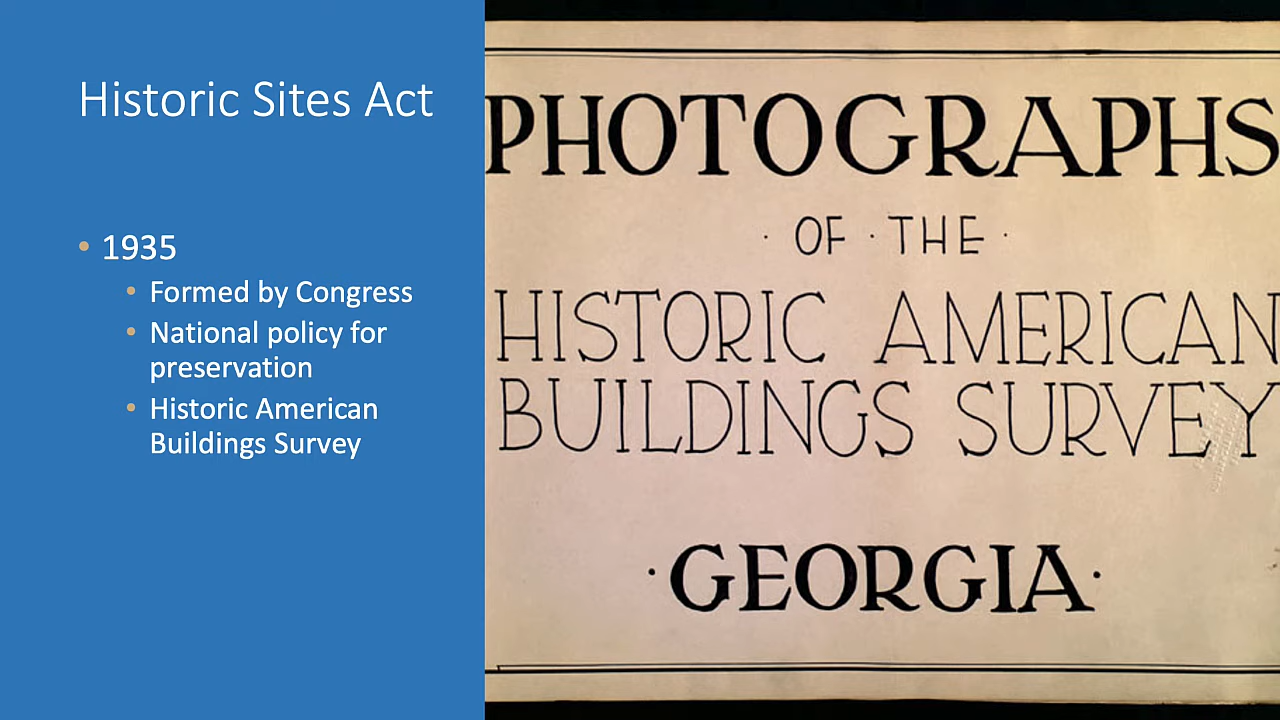 Historic Sites Act
• 1935
• Formed by Congress
• National policy for
preservation
• Historic American
Buildings Survey
PHOTOGRAPHS
· OF · THE ·
HISTORIC AMERICAN
BUILDINGS SURVEY
· GEORGIA ·